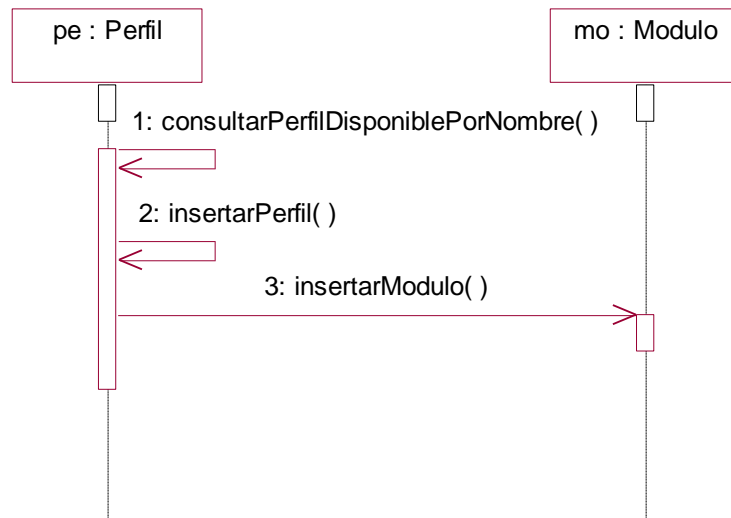 pe : Perfil
mo : Modulo
1: consultarPerfilDisponiblePorNombre( )
2: insertarPerfil( )
3: insertarModulo( )